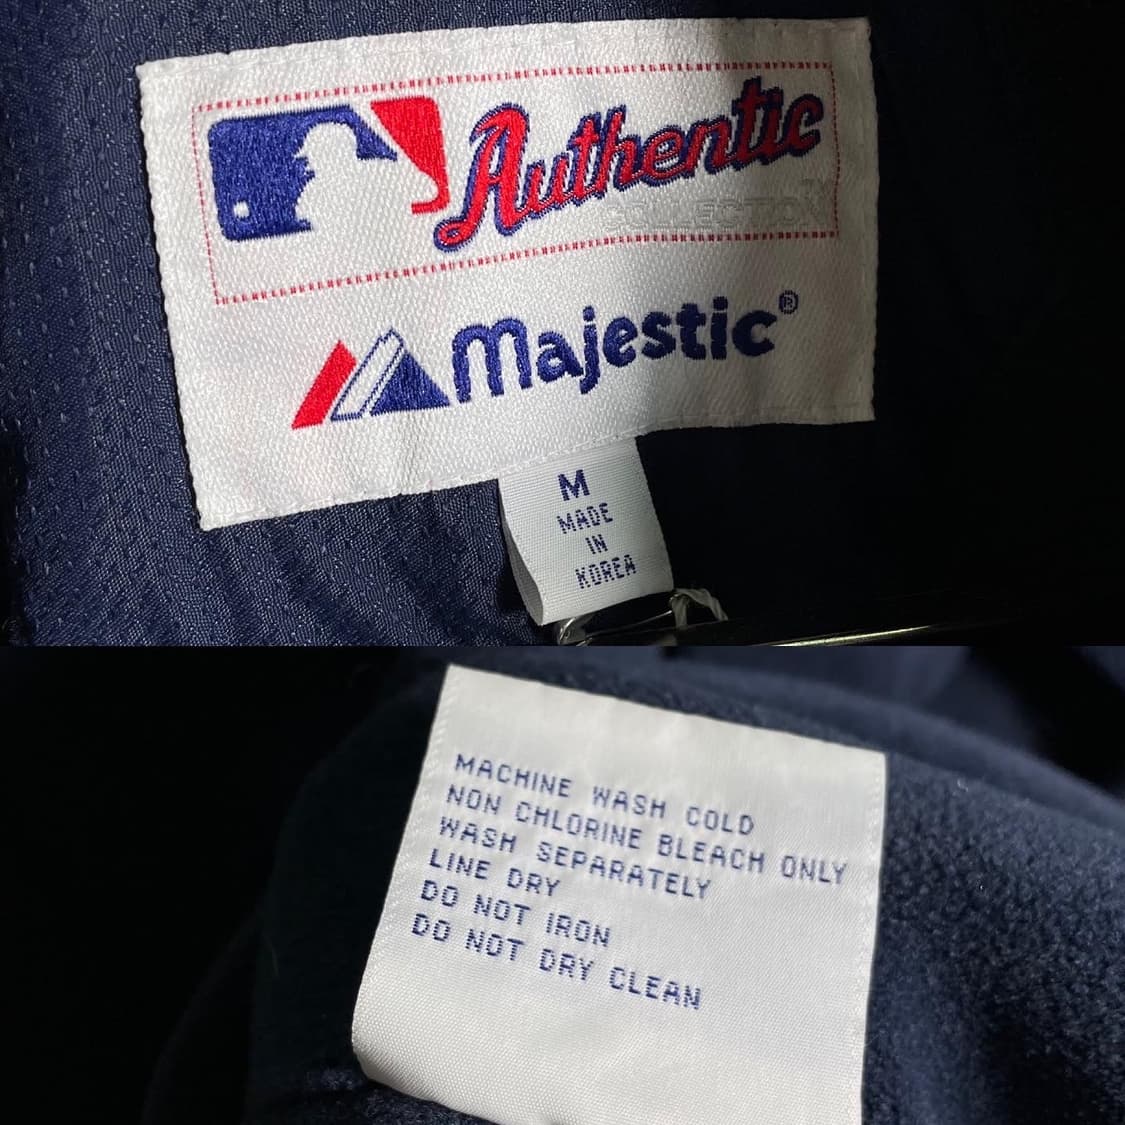 Authentic
COLLECTION™
Majestic®
M
MADE
IN
KOREA
MACHINE WASH COLD
NON CHLORINE BLEACH ONLY
WASH SEPARATELY
LINE DRY
DO NOT IRON
DO NOT DRY CLEAN